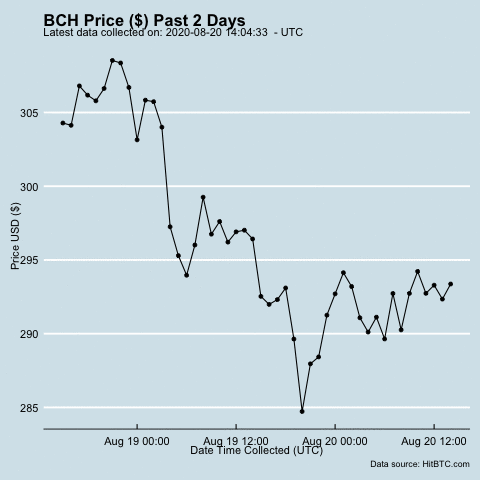 BCH Price ($) Past 2 Days
Latest data collected on: 2020-08-20 14:04:33 - UTC
305
300
295
290
285
Price USD ($)
Aug 19 00:00 Aug 19 12:00 Aug 20 00:00 Aug 20 12:00
Date Time Collected (UTC)
Data source: HitBTC.com